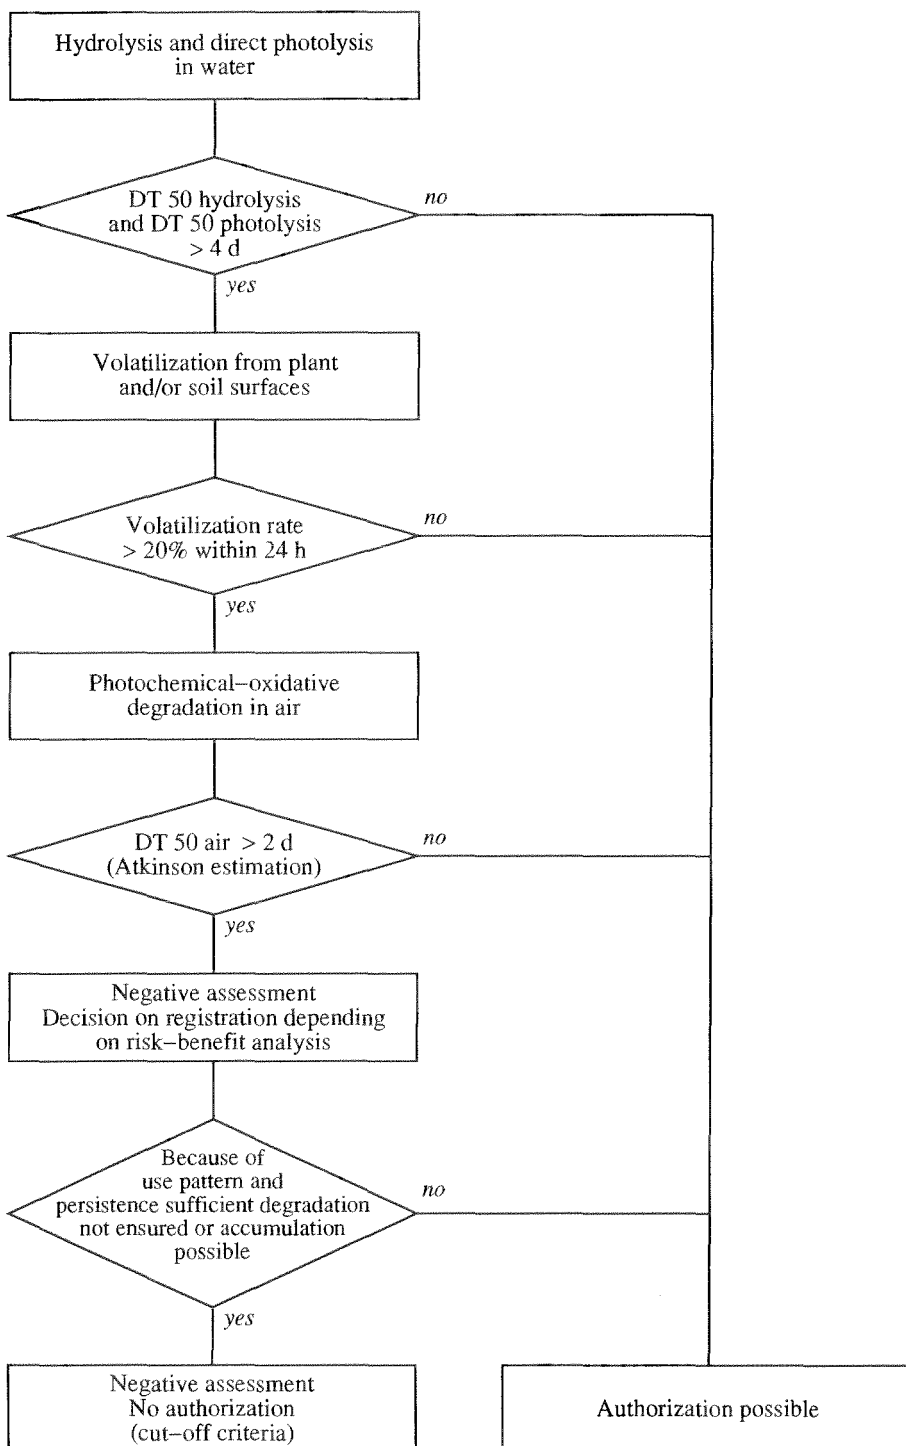 Hydrolysis and direct photolysis
in water
DT 50 hydrolysis
and DT 50 photolysis
> 4 d
no
yes
Volatilization from plant
and/or soil surfaces
Volatilization rate
> 20% within 24 h
no
yes
Photochemical–oxidative
degradation in air
DT 50 air > 2 d
(Atkinson estimation)
no
yes
Negative assessment
Decision on registration depending
on risk–benefit analysis
Because of
use pattern and
persistence sufficient degradation
not ensured or accumulation
possible
no
yes
Negative assessment
No authorization
(cut–off criteria)
Authorization possible